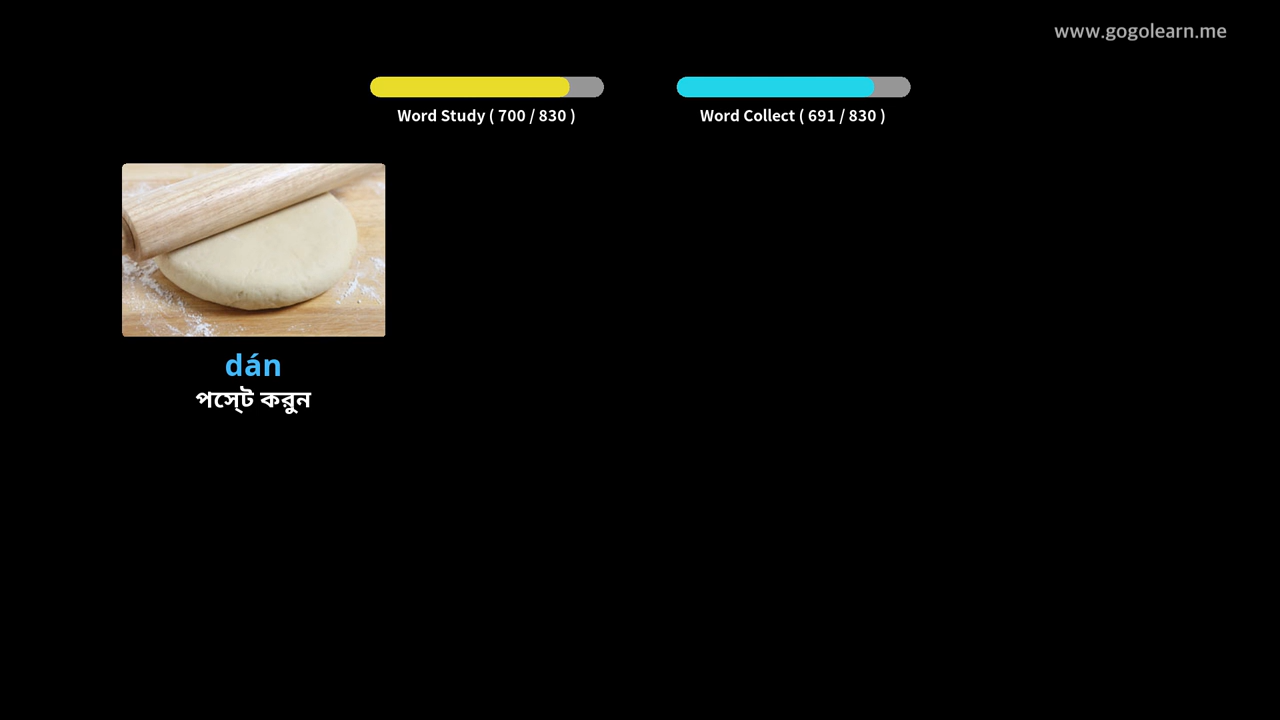 www.gogolearn.me
Word Study ( 700 / 830 )
Word Collect ( 691 / 830 )
dán
পেস্ট করুন